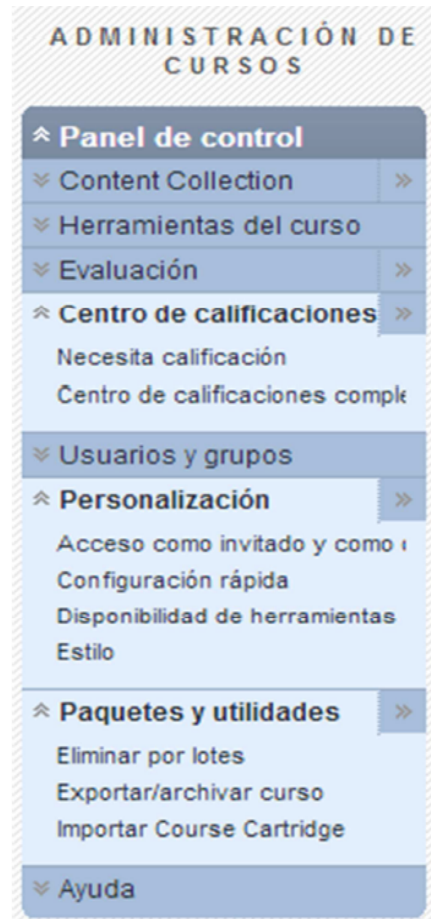 ADMINISTRACIÓN DE
CURSOS
Panel de control
Content Collection
Herramientas del curso
Evaluación
Centro de calificaciones
Necesita calificación
Centro de calificaciones comple
Usuarios y grupos
Personalización
Acceso como invitado y como
Configuración rápida
Disponibilidad de herramientas
Estilo
Paquetes y utilidades
Eliminar por lotes
Exportar/archivar curso
Importar Course Cartridge
Ayuda